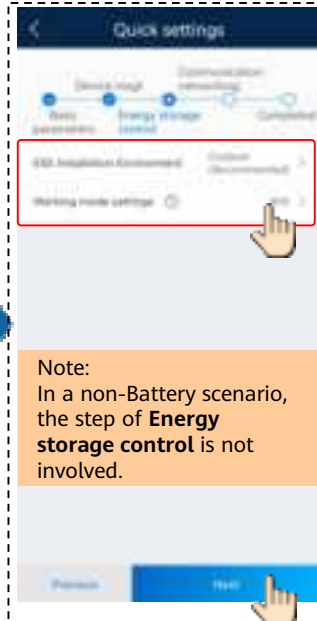 Quick settings
Device mgt
Communication
networking
Basic
parameters
Energy storage
control
Completed
ESS Installation Environment
Outdoor
(Recommended)
Working mode settings
Note:
In a non-Battery scenario,
the step of Energy
storage control is not
involved.
Previous
Next